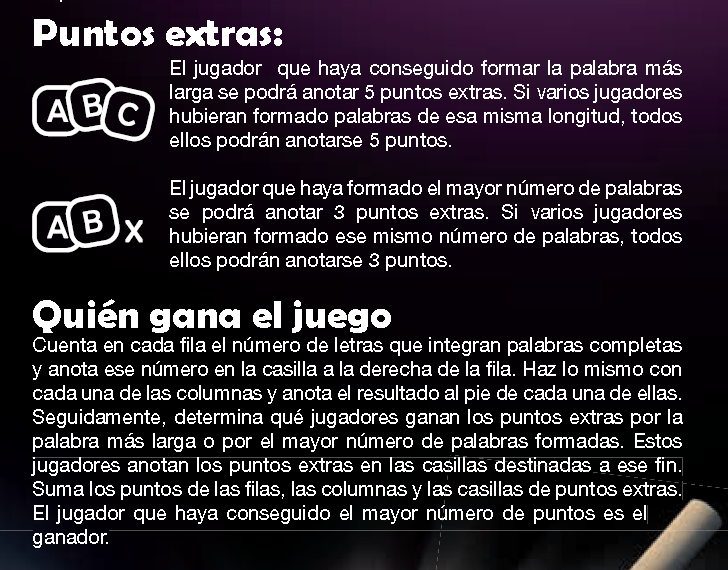 Puntos extras:
El jugador que haya conseguido formar la palabra más
larga se podrá anotar 5 puntos extras. Si varios jugadores
hubieran formado palabras de esa misma longitud, todos
ellos podrán anotarse 5 puntos.
A B C
El jugador que haya formado el mayor número de palabras
se podrá anotar 3 puntos extras. Si varios jugadores
hubieran formado ese mismo número de palabras, todos
ellos podrán anotarse 3 puntos.
A B x
Quién gana el juego
Cuenta en cada fila el número de letras que integran palabras completas
y anota ese número en la casilla a la derecha de la fila. Haz lo mismo con
cada una de las columnas y anota el resultado al pie de cada una de ellas.
Seguidamente, determina qué jugadores ganan los puntos extras por la
palabra más larga o por el mayor número de palabras formadas. Estos
jugadores anotan los puntos extras en las casillas destinadas a ese fin.
Suma los puntos de las filas, las columnas y las casillas de puntos extras.
El jugador que haya conseguido el mayor número de puntos es el
ganador.